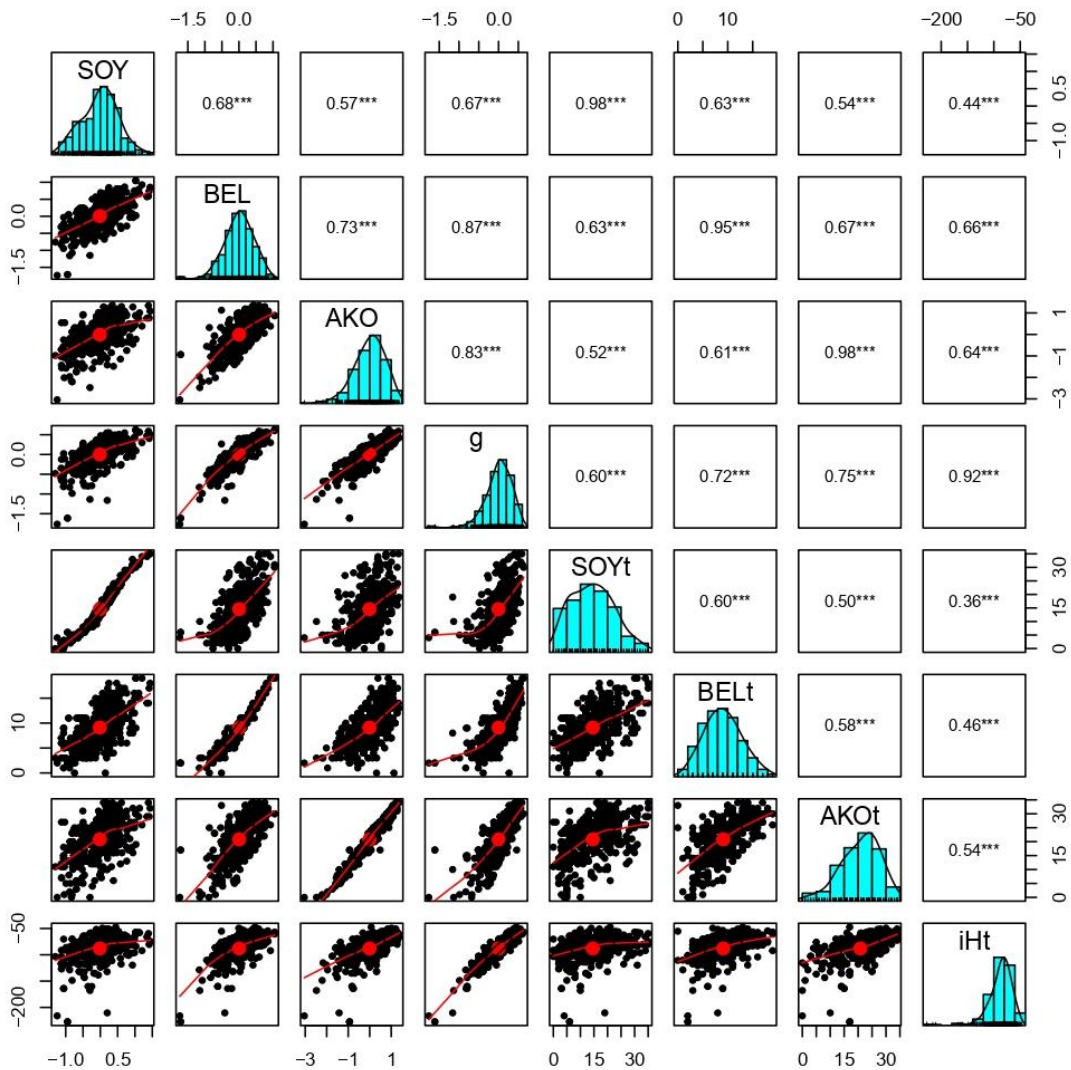 −1.5 0.0 −1.5 0.0 0 10 −200 −50
SOY 0.68*** 0.57*** 0.67*** 0.98*** 0.63*** 0.54*** 0.44*** −1.0 0.5
−1.5 0.0 BEL 0.73*** 0.87*** 0.63*** 0.95*** 0.67*** 0.66***
AKO 0.83*** 0.52*** 0.61*** 0.98*** 0.64*** −3 −1 1
−1.5 0.0 g 0.60*** 0.72*** 0.75*** 0.92***
SOYt 0.60*** 0.50*** 0.36*** 0 15 30
0 10 BELt 0.58*** 0.46***
AKOt 0.54*** 0 15 30
−200 −50 iHt
−1.0 0.5 −3 −1 1 0 15 30 0 15 30